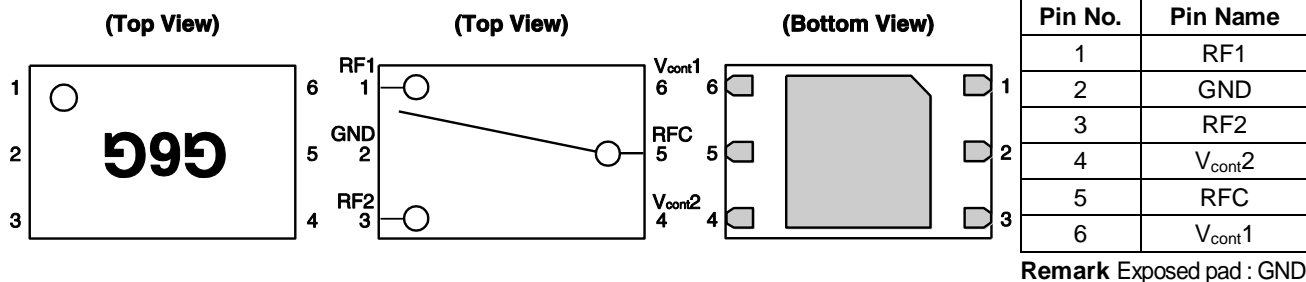 (Top View)
1
2
3
G6G
6
5
4
(Top View)
RF1
1
GND
2
RF2
3
Vcont1
6
RFC
5
Vcont2
4
(Bottom View)
6
5
4
1
2
3
Pin No. Pin Name
1 RF1
2 GND
3 RF2
4 Vcont2
5 RFC
6 Vcont1
Remark Exposed pad : GND